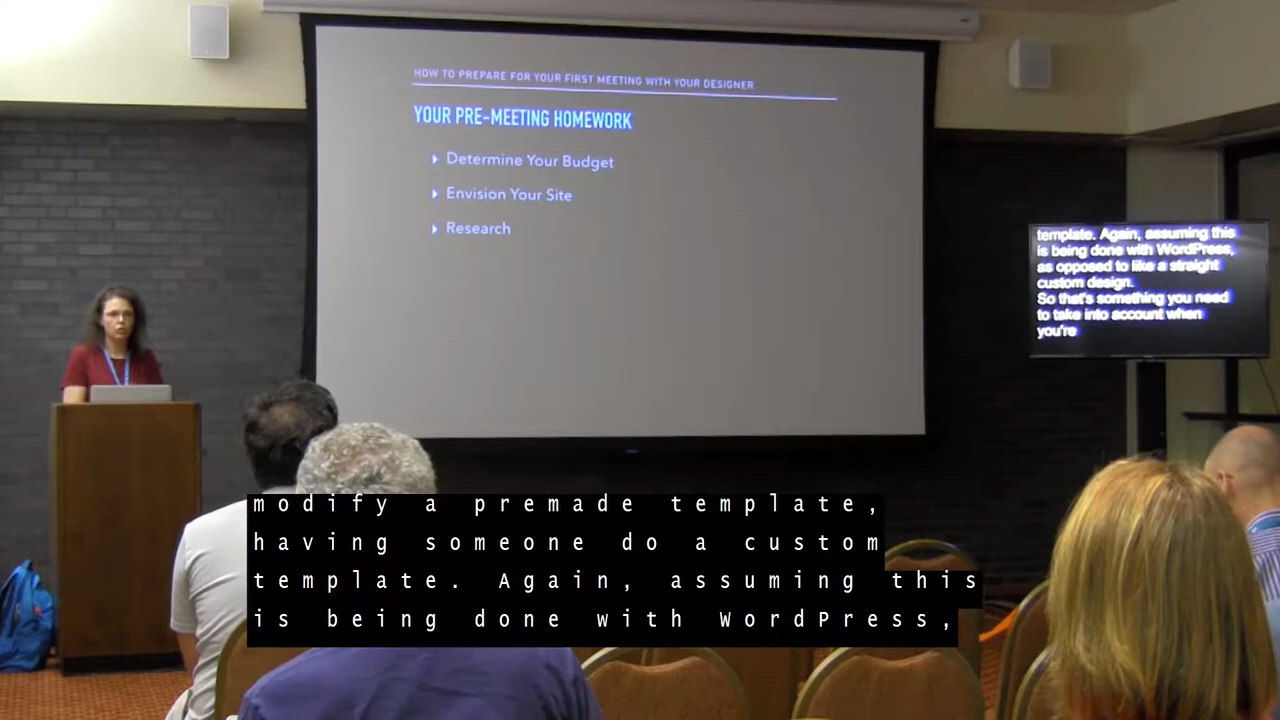 HOW TO PREPARE FOR YOUR FIRST MEETING WITH YOUR DESIGNER
YOUR PRE-MEETING HOMEWORK
Determine Your Budget
Envision Your Site
Research
template. Again, assuming this
is being done with WordPress,
as opposed to like a straight
custom design.
So that's something you need
to take into account when
you're
modify a premade template,
having someone do a custom
template. Again, assuming this
is being done with WordPress,